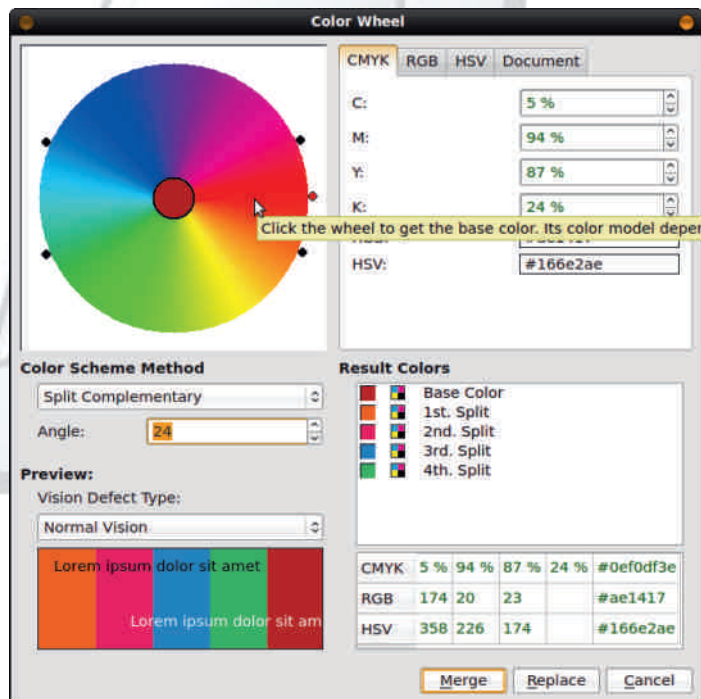 Color Wheel
CMYK RGB HSV Document
C: 5 %
M: 94 %
Y: 87 %
K: 24 %
Click the wheel to get the base color. Its color model deper
HSV: #166e2ae
Color Scheme Method
Split Complementary
Angle: 24
Preview:
Vision Defect Type:
Normal Vision
Lorem ipsum dolor sit amet
Lorem ipsum dolor sit am
Result Colors
Base Color
1st. Split
2nd. Split
3rd. Split
4th. Split
CMYK 5 % 94 % 87 % 24 % #0ef0df3e
RGB 174 20 23 #ae1417
HSV 358 226 174 #166e2ae
Merge Replace Cancel